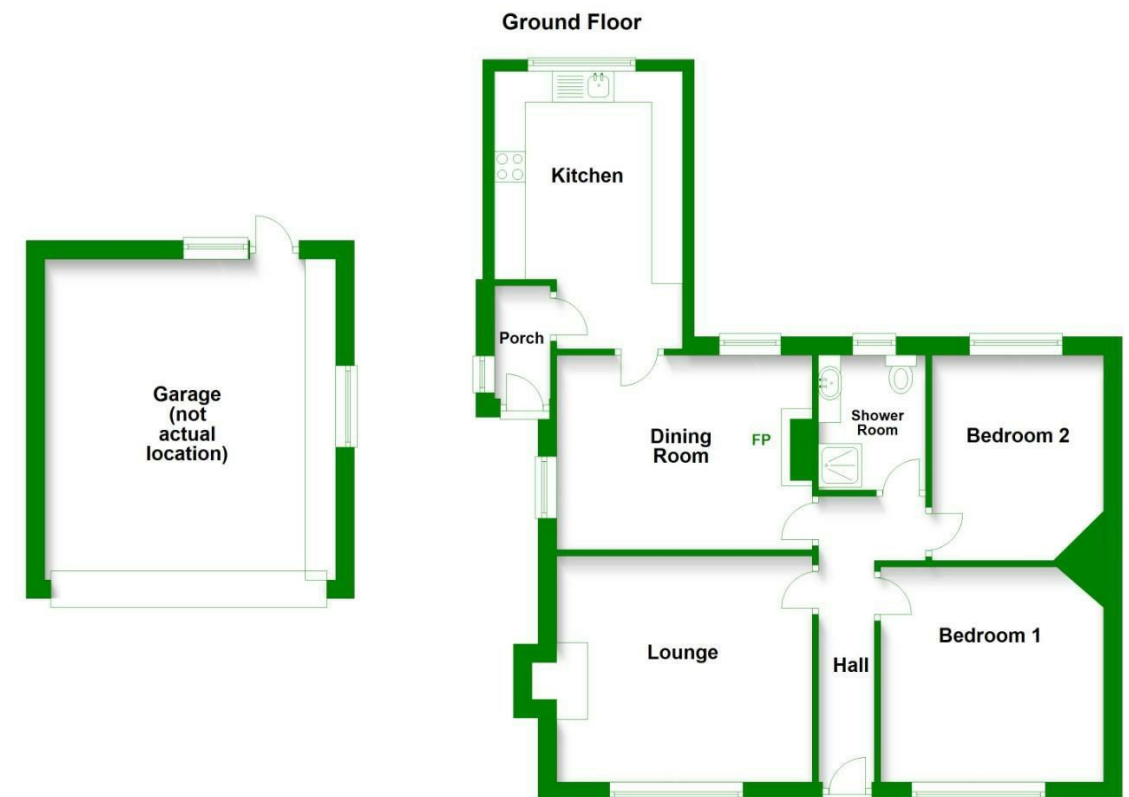 Ground Floor
Kitchen
Porch
Garage
(not
actual
location)
Dining
Room
FP
Shower
Room
Bedroom 2
Lounge
Hall
Bedroom 1